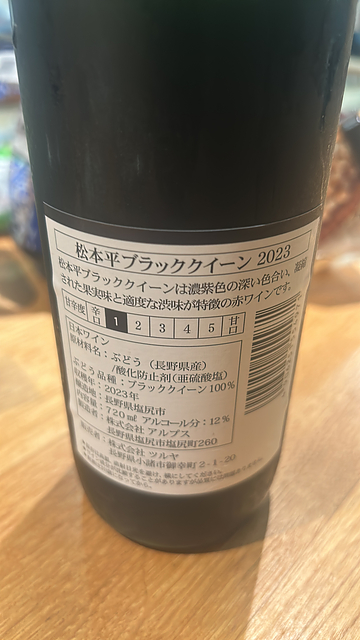 松本平ブラッククイーン 2023
松本平ブラッククイーンは濃紫色の深い色合い、凝縮
された果実味と適度な渋味が特徴の赤ワインです。
甘辛度 辛口 1 2 3 4 5 甘口
日本ワイン
原材料名：ぶどう（長野県産）
/酸化防止剤（亜硫酸塩）
ぶどう品種：ブラッククイーン100％
収穫年：2023年
醸造地：長野県塩尻市
内容量：720㎖ アルコール分：12％
製造者：株式会社 アルプス
長野県塩尻市塩尻町260
販売者：株式会社 ツルヤ
長野県小諸市御幸町2-1-20